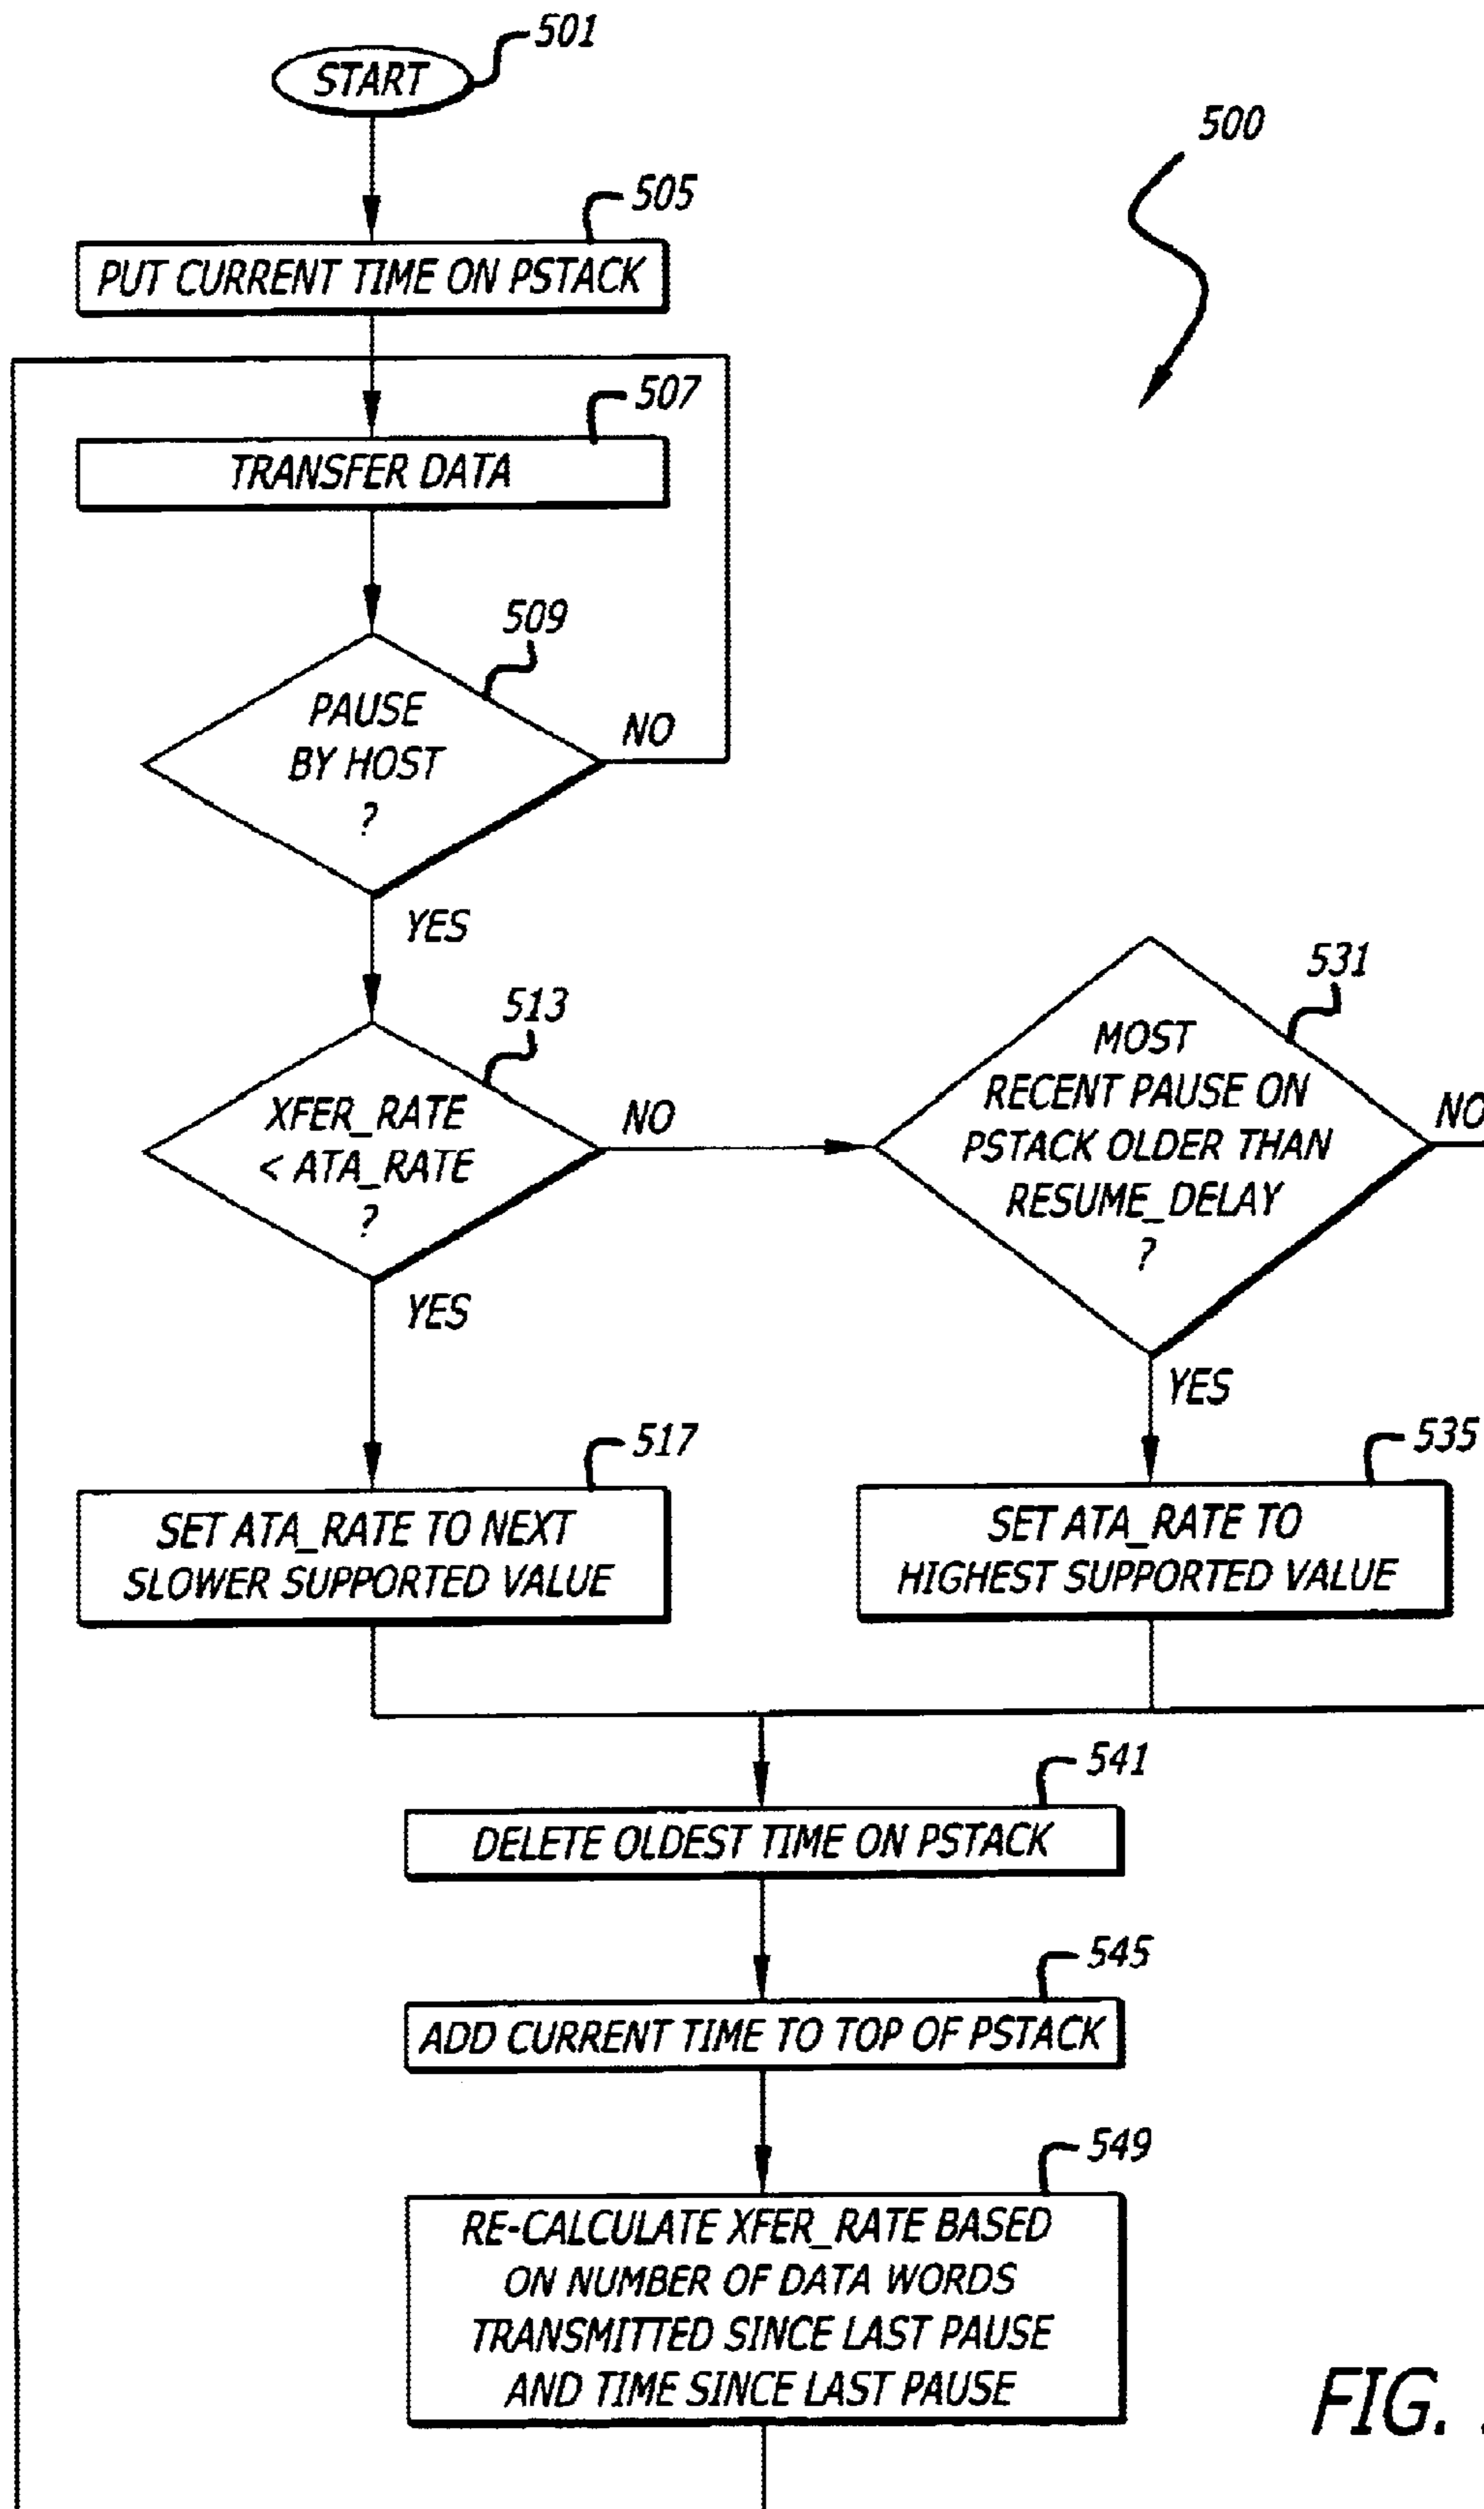 START
501
500
505
PUT CURRENT TIME ON PSTACK
507
TRANSFER DATA
509
PAUSE
BY HOST
?
NO
YES
513
XFER_RATE
< ATA_RATE
?
NO
YES
531
MOST
RECENT PAUSE ON
PSTACK OLDER THAN
RESUME_DELAY
?
NO
YES
517
SET ATA_RATE TO NEXT
SLOWER SUPPORTED VALUE
535
SET ATA_RATE TO
HIGHEST SUPPORTED VALUE
541
DELETE OLDEST TIME ON PSTACK
545
ADD CURRENT TIME TO TOP OF PSTACK
549
RE-CALCULATE XFER_RATE BASED
ON NUMBER OF DATA WORDS
TRANSMITTED SINCE LAST PAUSE
AND TIME SINCE LAST PAUSE
FIG.